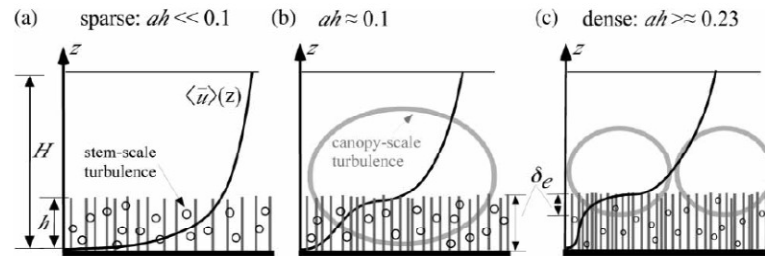 (a) sparse: ah << 0.1
(b) ah ≈ 0.1
(c) dense: ah >≈ 0.23
z
z
z
⟨u̅⟩(z)
H
stem-scale
turbulence
canopy-scale
turbulence
h
δe